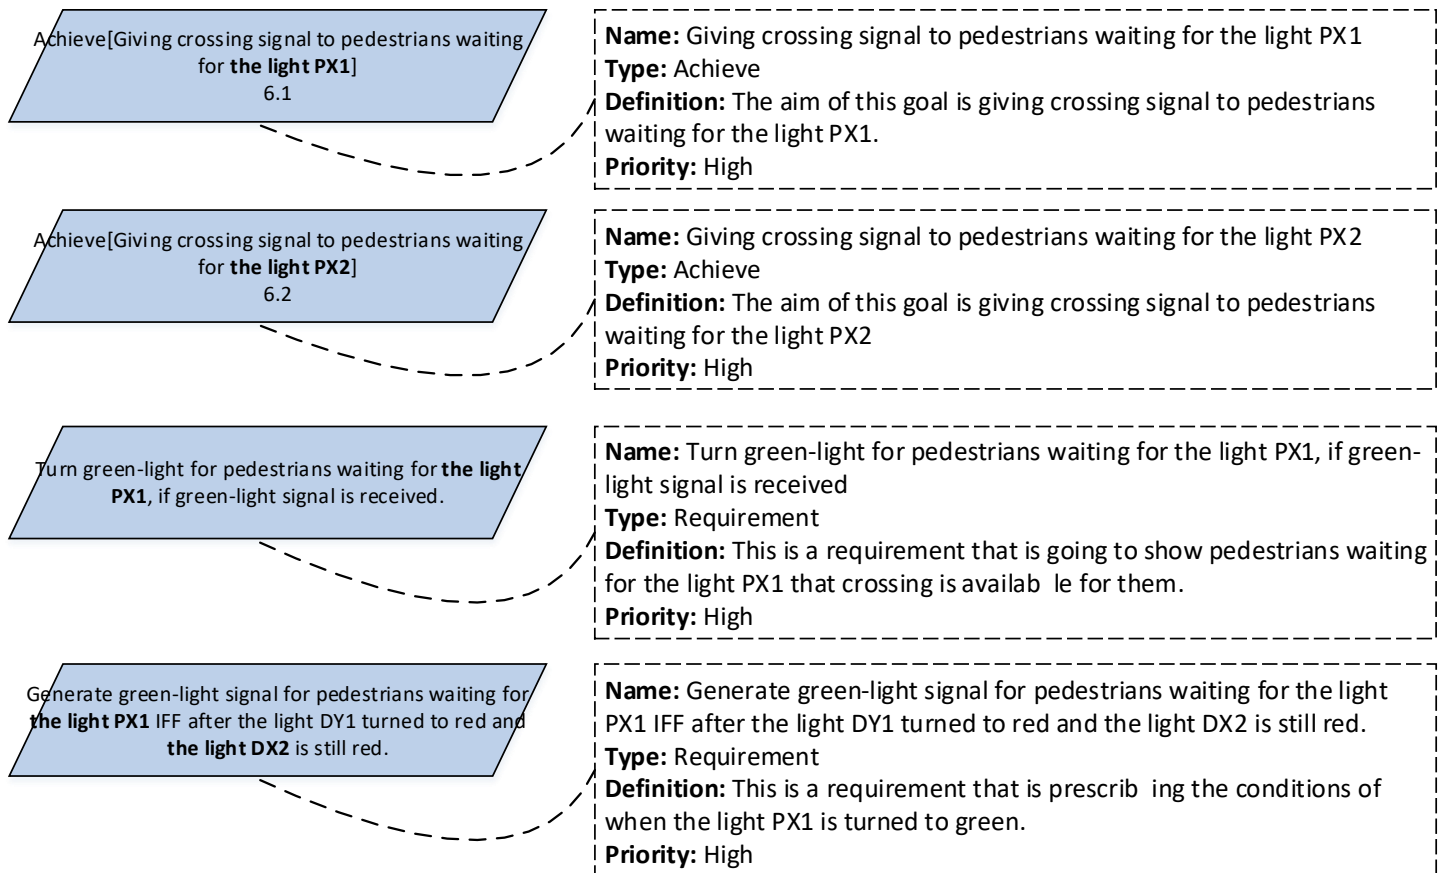 Achieve[Giving crossing signal to pedestrians waiting
for the light PX1]
6.1
Name: Giving crossing signal to pedestrians waiting for the light PX1
Type: Achieve
Definition: The aim of this goal is giving crossing signal to pedestrians
waiting for the light PX1.
Priority: High
Achieve[Giving crossing signal to pedestrians waiting
for the light PX2]
6.2
Name: Giving crossing signal to pedestrians waiting for the light PX2
Type: Achieve
Definition: The aim of this goal is giving crossing signal to pedestrians
waiting for the light PX2
Priority: High
Turn green-light for pedestrians waiting for the light
PX1, if green-light signal is received.
Name: Turn green-light for pedestrians waiting for the light PX1, if green-
light signal is received
Type: Requirement
Definition: This is a requirement that is going to show pedestrians waiting
for the light PX1 that crossing is availab le for them.
Priority: High
Generate green-light signal for pedestrians waiting for
the light PX1 IFF after the light DY1 turned to red and
the light DX2 is still red.
Name: Generate green-light signal for pedestrians waiting for the light
PX1 IFF after the light DY1 turned to red and the light DX2 is still red.
Type: Requirement
Definition: This is a requirement that is prescrib ing the conditions of
when the light PX1 is turned to green.
Priority: High